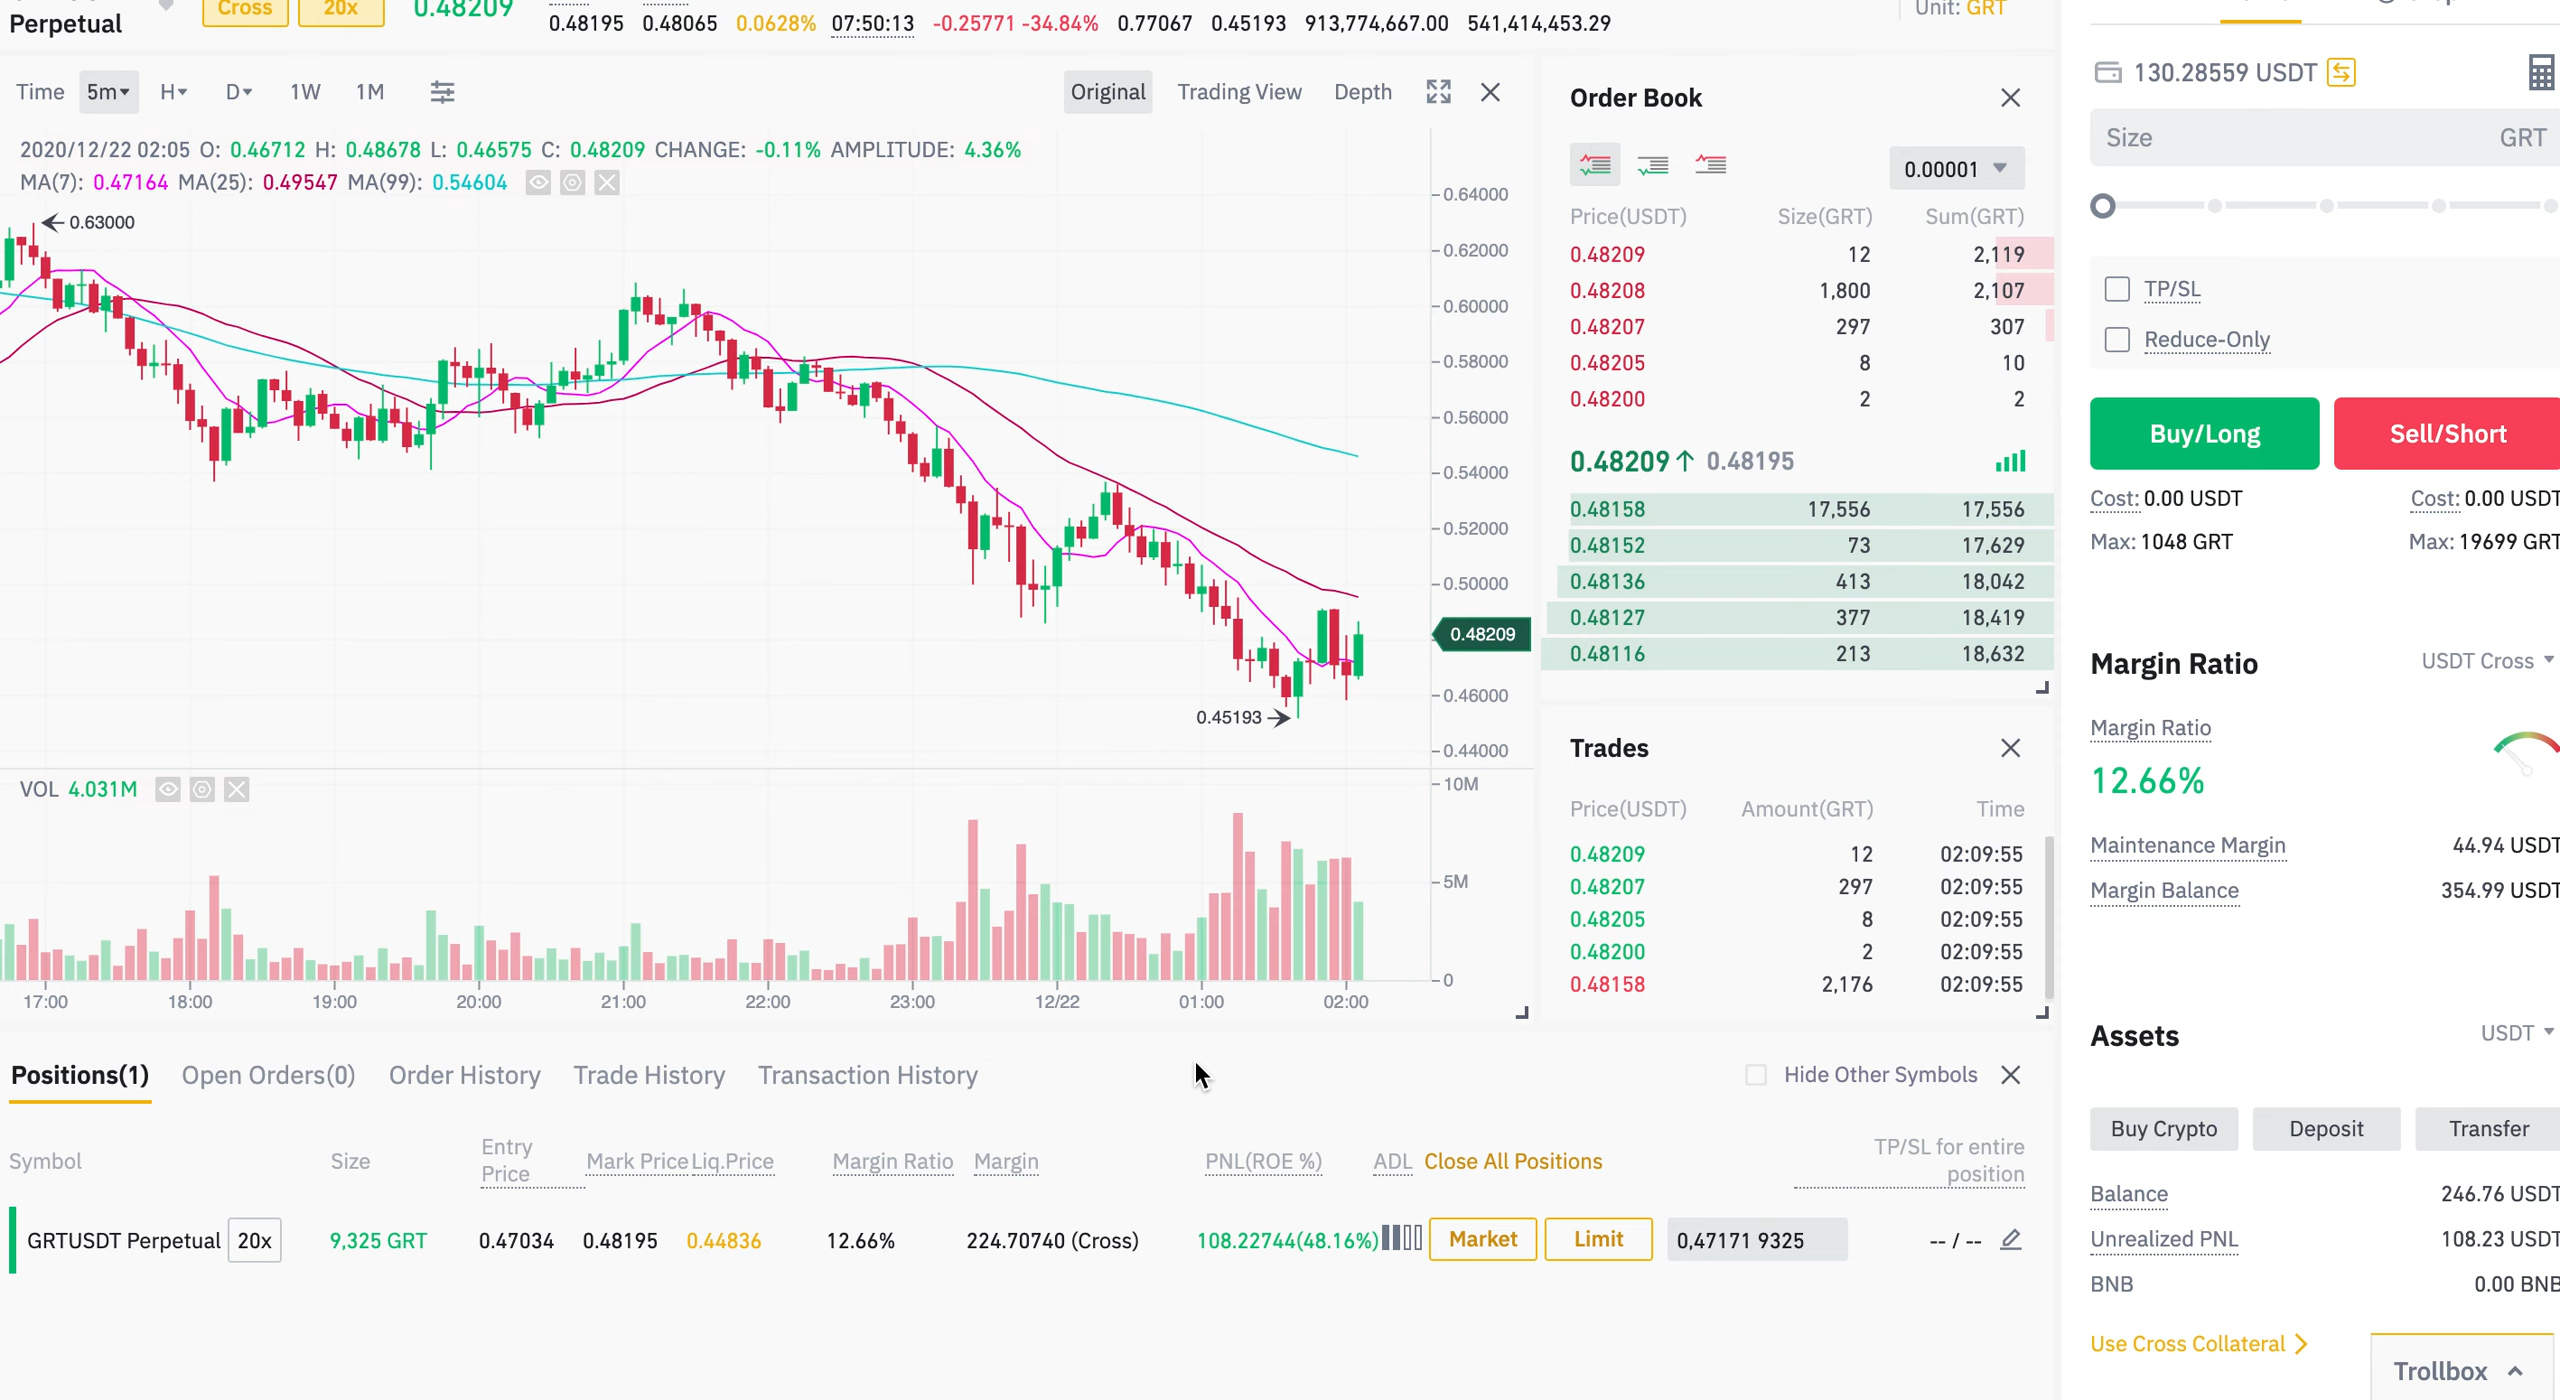 Perpetual
Cross
20x
0.48209
0.48195 0.48065 0.0628% 07:50:13 -0.25771 -34.84% 0.77067 0.45193 913,774,667.00 541,414,453.29
Unit: GRT
Time 5m H D 1W 1M
Original Trading View Depth
2020/12/22 02:05 O: 0.46712 H: 0.48678 L: 0.46575 C: 0.48209 CHANGE: -0.11% AMPLITUDE: 4.36%
MA(7): 0.47164 MA(25): 0.49547 MA(99): 0.54604
0.63000
0.45193
0.64000
0.62000
0.60000
0.58000
0.56000
0.54000
0.52000
0.50000
0.48209
0.46000
0.44000
VOL 4.031M
10M
5M
0
17:00 18:00 19:00 20:00 21:00 22:00 23:00 12/22 01:00 02:00
Order Book
0.00001
Price(USDT) Size(GRT) Sum(GRT)
0.48209 12 2,119
0.48208 1,800 2,107
0.48207 297 307
0.48205 8 10
0.48200 2 2
0.48209↑ 0.48195
0.48158 17,556 17,556
0.48152 73 17,629
0.48136 413 18,042
0.48127 377 18,419
0.48116 213 18,632
Trades
Price(USDT) Amount(GRT) Time
0.48209 12 02:09:55
0.48207 297 02:09:55
0.48205 8 02:09:55
0.48200 2 02:09:55
0.48158 2,176 02:09:55
130.28559 USDT
Size GRT
TP/SL
Reduce-Only
Buy/Long Sell/Short
Cost: 0.00 USDT Cost: 0.00 USDT
Max: 1048 GRT Max: 19699 GRT
Margin Ratio USDT Cross
Margin Ratio
12.66%
Maintenance Margin 44.94 USDT
Margin Balance 354.99 USDT
Assets USDT
Buy Crypto Deposit Transfer
Balance 246.76 USDT
Unrealized PNL 108.23 USDT
BNB 0.00 BNB
Use Cross Collateral
Trollbox
Positions(1) Open Orders(0) Order History Trade History Transaction History
Hide Other Symbols
Symbol Size Entry Price Mark Price Liq.Price Margin Ratio Margin PNL(ROE %) ADL Close All Positions TP/SL for entire position
GRTUSDT Perpetual 20x 9,325 GRT 0.47034 0.48195 0.44836 12.66% 224.70740 (Cross) 108.22744(48.16%) Market Limit 0,47171 9325 -- / --